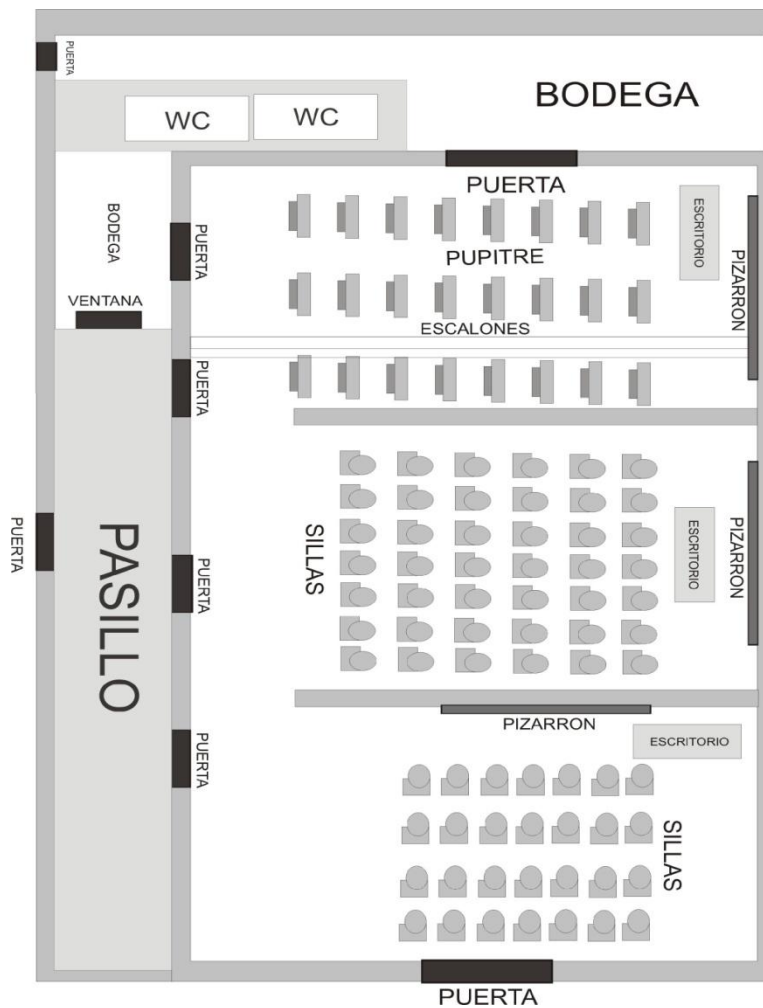 PUERTA
BODEGA
WC
WC
PUERTA
ESCRITORIO
BODEGA
PUERTA
PIZARRON
PUPITRE
VENTANA
ESCALONES
PUERTA
PUERTA
PASILLO
SILLAS
ESCRITORIO
PIZARRON
PUERTA
PIZARRON
PUERTA
ESCRITORIO
SILLAS
PUERTA